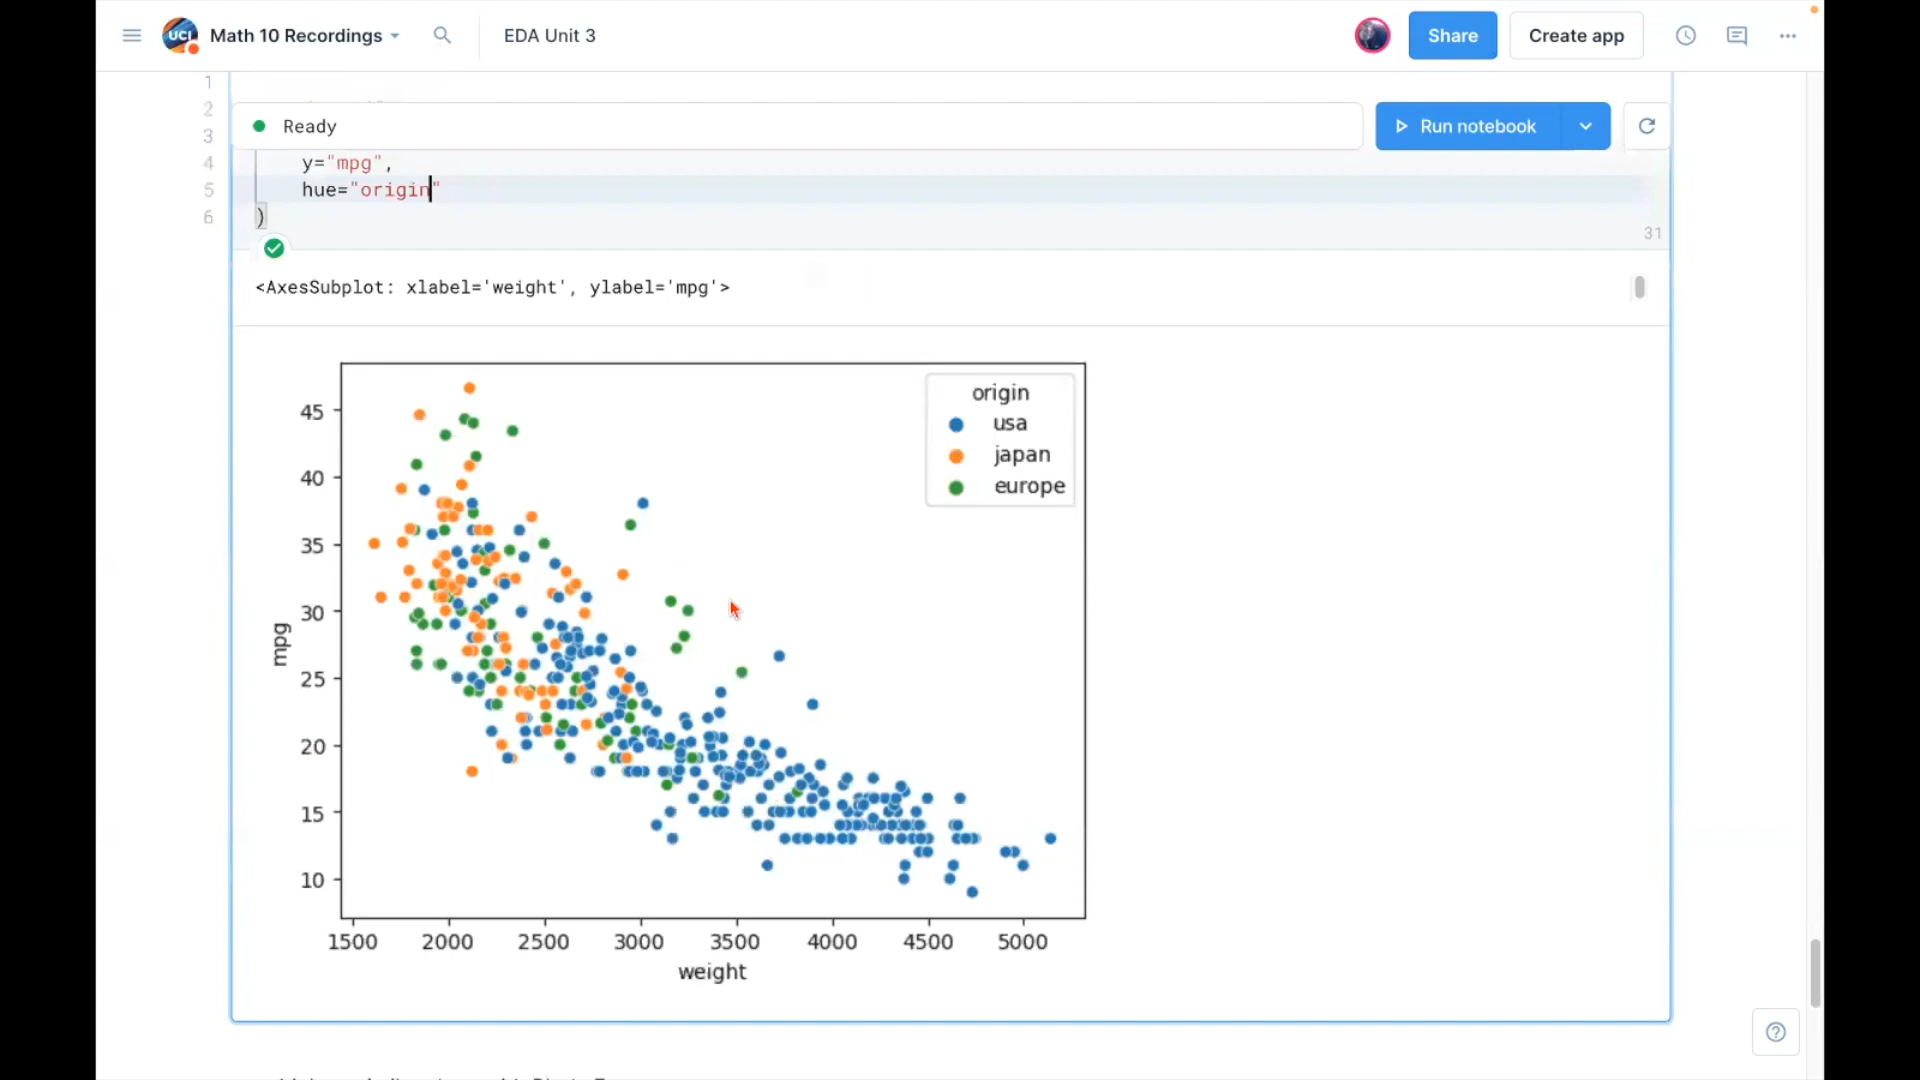 UCI Math 10 Recordings EDA Unit 3 Share Create app
1
2
Ready Run notebook
3
4 y="mpg",
5 hue="origin"
6 )
31
<AxesSubplot: xlabel='weight', ylabel='mpg'>
origin
usa
japan
europe
45
40
35
30
25
20
15
10
mpg
1500 2000 2500 3000 3500 4000 4500 5000
weight